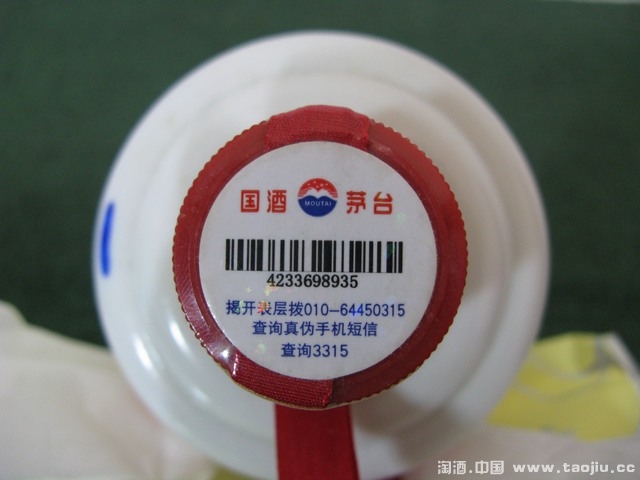 国酒 MOUTAI 茅台
4233698935
揭开表层拨010-64450315
查询真伪手机短信
查询3315
淘酒.中国 www.taojiu.cc